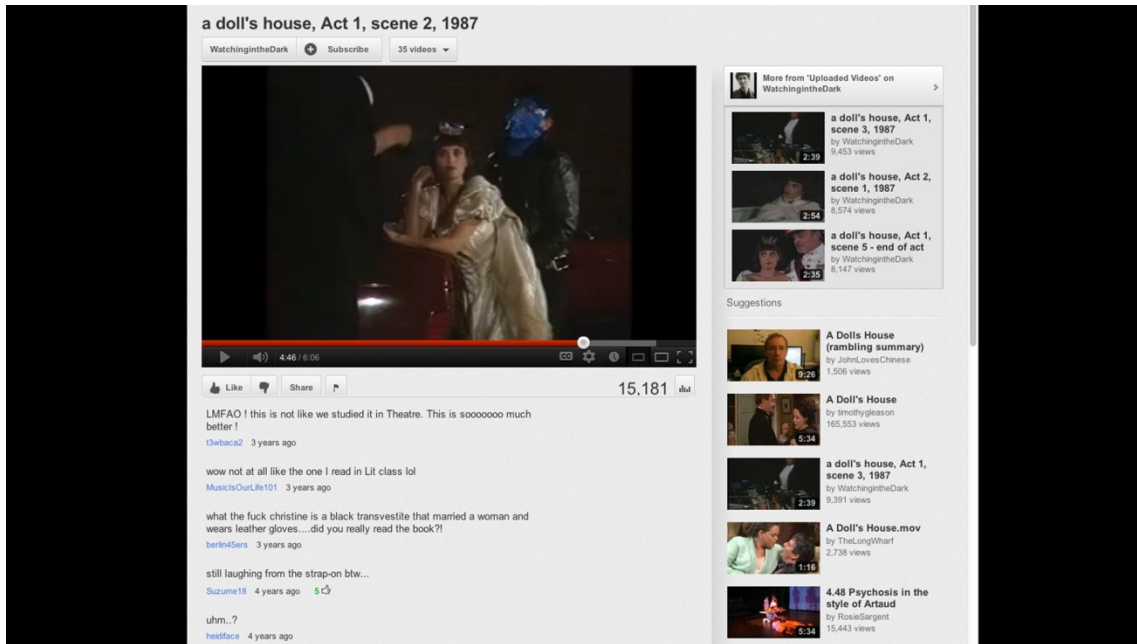 a doll's house, Act 1, scene 2, 1987
WatchingintheDark
Subscribe
35 videos
4:46 / 6:06
CC
Like
Share
15,181
LMFAO ! this is not like we studied it in Theatre. This is sooooooo much
better !
t3wbaca2 3 years ago
wow not at all like the one I read in Lit class lol
MusicIsOurLife101 3 years ago
what the fuck christine is a black transvestite that married a woman and
wears leather gloves....did you really read the book?!
berlin45ers 3 years ago
still laughing from the strap-on btw...
Suzume18 4 years ago 5
uhm..?
heidiface 4 years ago
More from 'Uploaded Videos' on
WatchingintheDark
a doll's house, Act 1,
scene 3, 1987
by WatchingintheDark
9,453 views
2:39
a doll's house, Act 2,
scene 1, 1987
by WatchingintheDark
8,574 views
2:54
a doll's house, Act 1,
scene 5 - end of act
by WatchingintheDark
8,147 views
2:35
Suggestions
A Dolls House
(rambling summary)
by JohnLovesChinese
1,506 views
9:26
A Doll's House
by timothygleason
165,553 views
5:34
a doll's house, Act 1,
scene 3, 1987
by WatchingintheDark
9,391 views
2:39
A Doll's House.mov
by TheLongWharf
2,738 views
1:16
4.48 Psychosis in the
style of Artaud
by RosieSargent
15,443 views
5:34